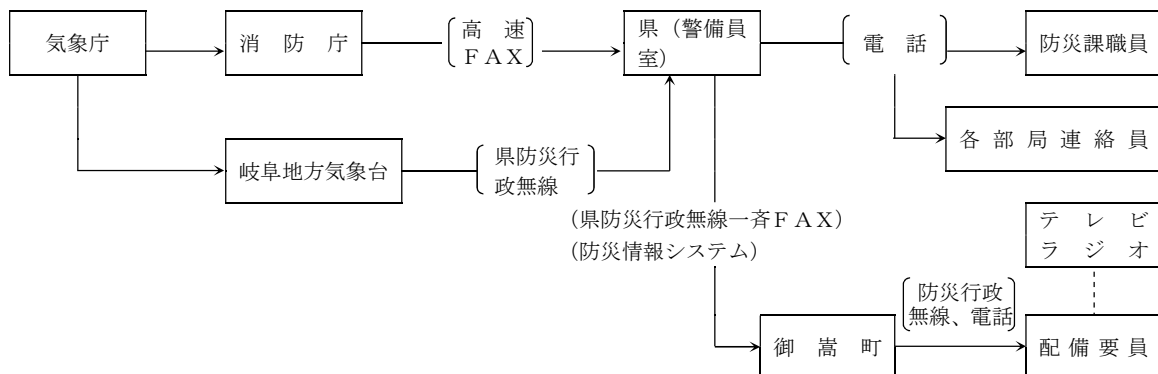 気象庁
消防庁
高速
ＦＡＸ
県（警備員
室）
電話
防災課職員
各部局連絡員
岐阜地方気象台
県防災行
政無線
（県防災行政無線一斉ＦＡＸ）
（防災情報システム）
テレビ
ラジオ
防災行政
無線、電話
御嵩町
配備要員